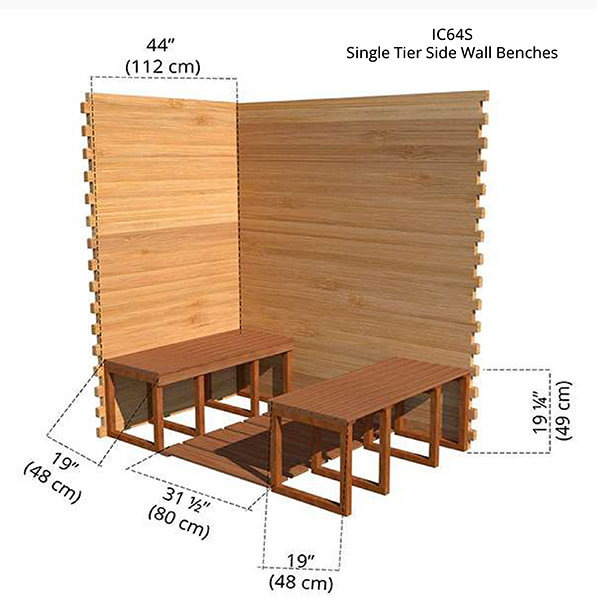 IC64S
Single Tier Side Wall Benches
44”
(112 cm)
19 ¼”
(49 cm)
19”
(48 cm)
31 ½”
(80 cm)
19”
(48 cm)